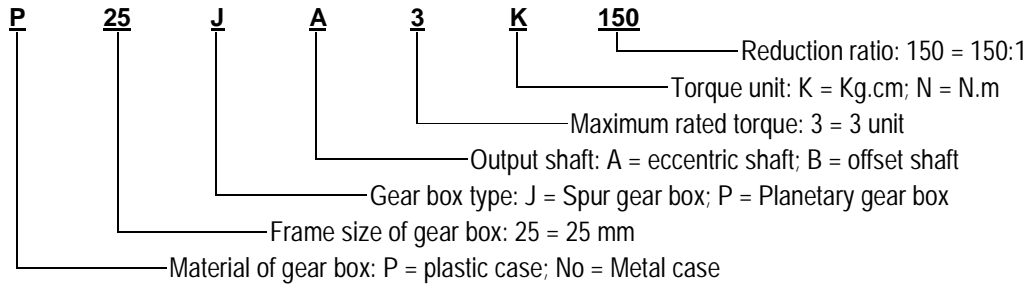 P 25 J A 3 K 150
Reduction ratio: 150 = 150:1
Torque unit: K = Kg.cm; N = N.m
Maximum rated torque: 3 = 3 unit
Output shaft: A = eccentric shaft; B = offset shaft
Gear box type: J = Spur gear box; P = Planetary gear box
Frame size of gear box: 25 = 25 mm
Material of gear box: P = plastic case; No = Metal case